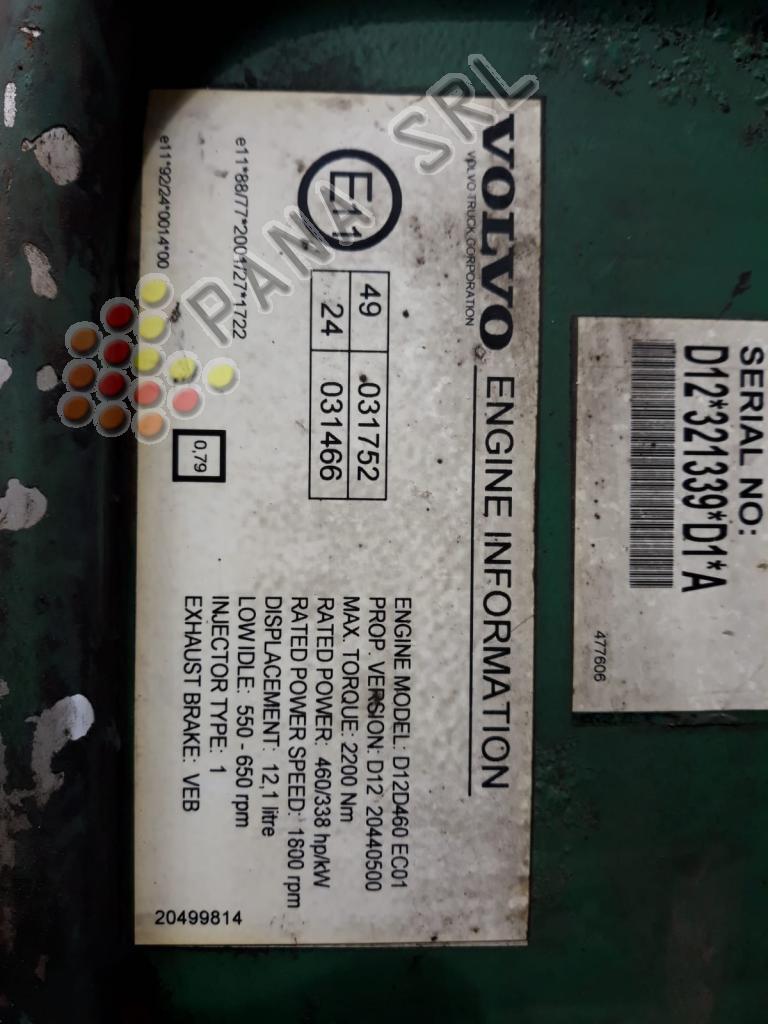 VOLVO ENGINE INFORMATION
VOLVO TRUCK CORPORATION
E11
49 031752
24 031466
e11*88/77*2001/27*1722
e11*92/24*0014*00
0,79
ENGINE MODEL: D12D460 EC01
PROP. VERSION: D12 20440500
MAX. TORQUE: 2200 Nm
RATED POWER: 460/338 hp/kW
RATED POWER SPEED: 1800 rpm
DISPLACEMENT: 12,1 litre
LOW IDLE: 550 - 650 rpm
INJECTOR TYPE: 1
EXHAUST BRAKE: VEB
20499814
SERIAL NO:
D12*321339*D1*A
477606
PANA SRL